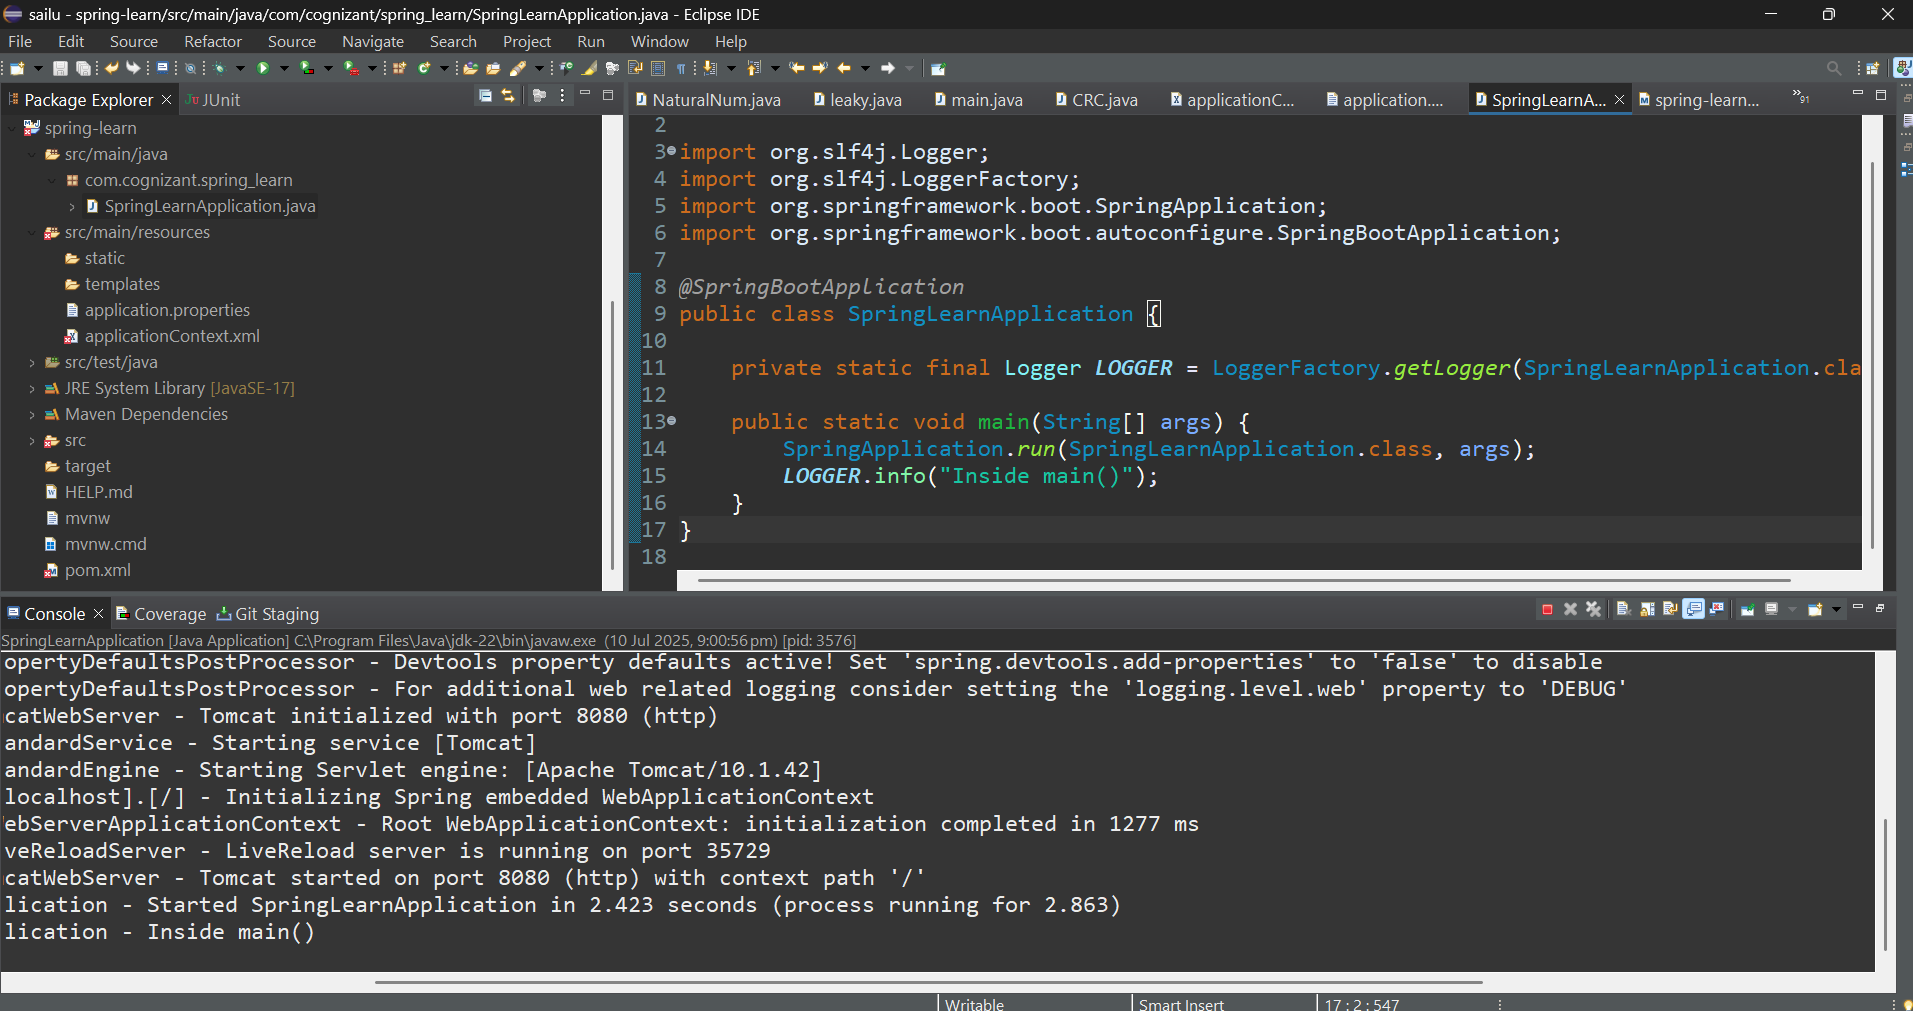 sailu - spring-learn/src/main/java/com/cognizant/spring_learn/SpringLearnApplication.java - Eclipse IDE
File Edit Source Refactor Source Navigate Search Project Run Window Help
Package Explorer JUnit
spring-learn
src/main/java
com.cognizant.spring_learn
SpringLearnApplication.java
src/main/resources
static
templates
application.properties
applicationContext.xml
src/test/java
JRE System Library [JavaSE-17]
Maven Dependencies
src
target
HELP.md
mvnw
mvnw.cmd
pom.xml
NaturalNum.java leaky.java main.java CRC.java applicationC... application.... SpringLearnA... spring-learn... »91
2
3 import org.slf4j.Logger;
4 import org.slf4j.LoggerFactory;
5 import org.springframework.boot.SpringApplication;
6 import org.springframework.boot.autoconfigure.SpringBootApplication;
7
8 @SpringBootApplication
9 public class SpringLearnApplication {
10
11 private static final Logger LOGGER = LoggerFactory.getLogger(SpringLearnApplication.cla
12
13 public static void main(String[] args) {
14 SpringApplication.run(SpringLearnApplication.class, args);
15 LOGGER.info("Inside main()");
16 }
17 }
18
Console Coverage Git Staging
SpringLearnApplication [Java Application] C:\Program Files\Java\jdk-22\bin\javaw.exe (10 Jul 2025, 9:00:56 pm) [pid: 3576]
opertyDefaultsPostProcessor - Devtools property defaults active! Set 'spring.devtools.add-properties' to 'false' to disable
opertyDefaultsPostProcessor - For additional web related logging consider setting the 'logging.level.web' property to 'DEBUG'
catWebServer - Tomcat initialized with port 8080 (http)
andardService - Starting service [Tomcat]
andardEngine - Starting Servlet engine: [Apache Tomcat/10.1.42]
localhost].[/] - Initializing Spring embedded WebApplicationContext
ebServerApplicationContext - Root WebApplicationContext: initialization completed in 1277 ms
veReloadServer - LiveReload server is running on port 35729
catWebServer - Tomcat started on port 8080 (http) with context path '/'
lication - Started SpringLearnApplication in 2.423 seconds (process running for 2.863)
lication - Inside main()
Writable Smart Insert 17 : 2 : 547